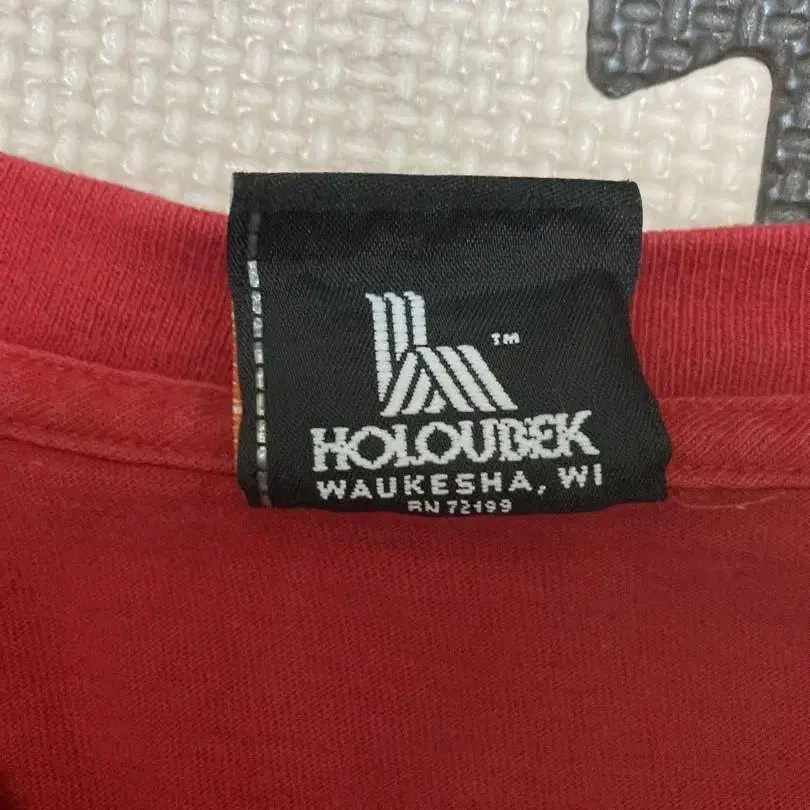 TM
HOLOUBEK
WAUKESHA, WI
RN 72199